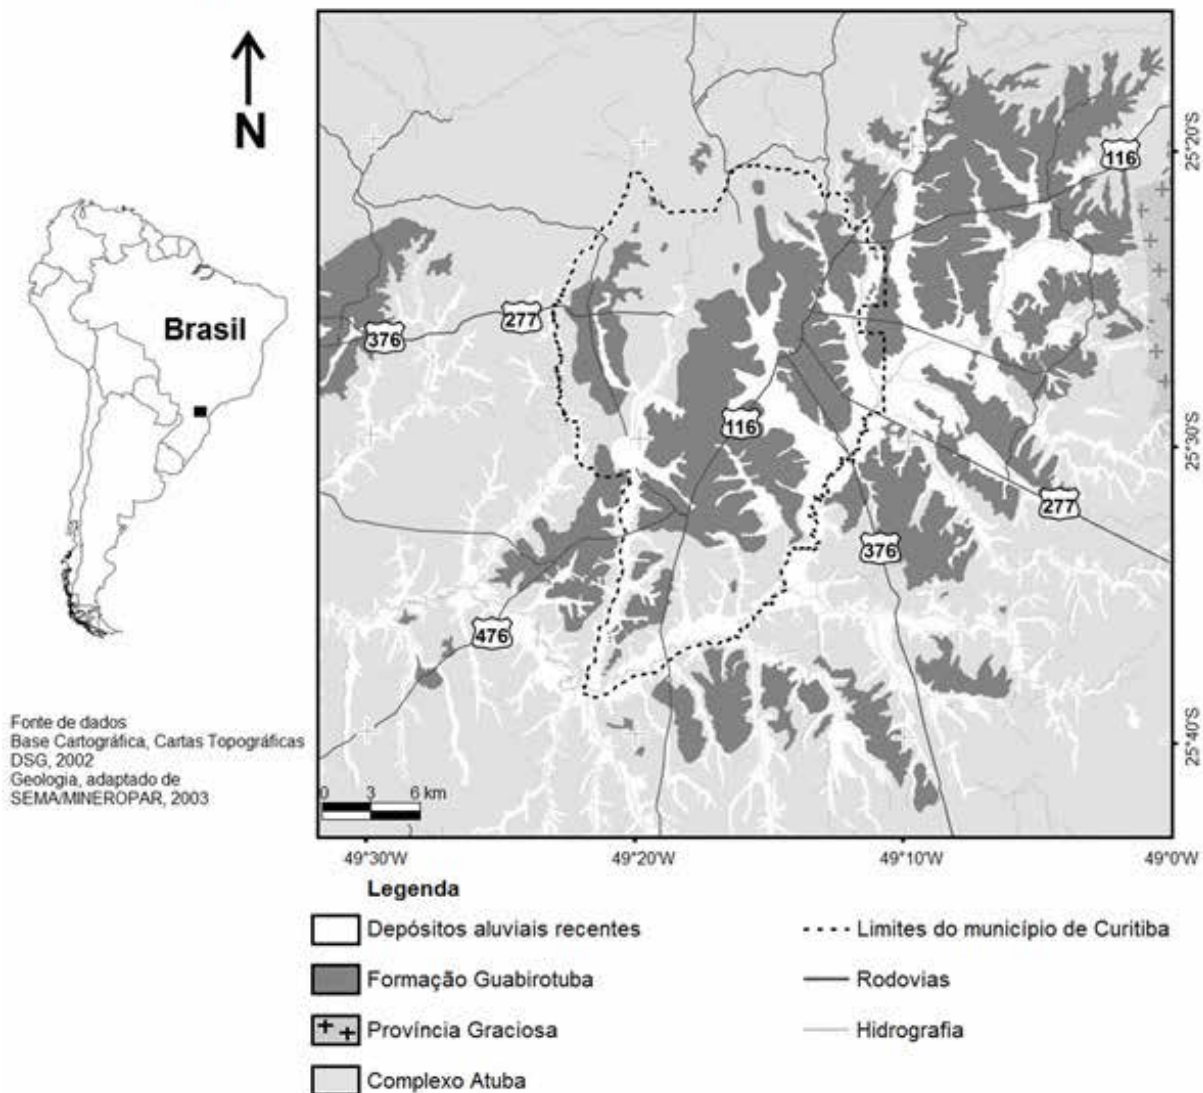 N
Brasil
116
277
376
116
277
376
476
25°20'S
25°30'S
25°40'S
Fonte de dados
Base Cartográfica, Cartas Topográficas
DSG, 2002
Geologia, adaptado de
SEMA/MINEROPAR, 2003
0 3 6 km
49°30'W
49°20'W
49°10'W
49°0'W
Legenda
Depósitos aluviais recentes
Formação Guabirotuba
Província Graciosa
Complexo Atuba
Limites do município de Curitiba
Rodovias
Hidrografia